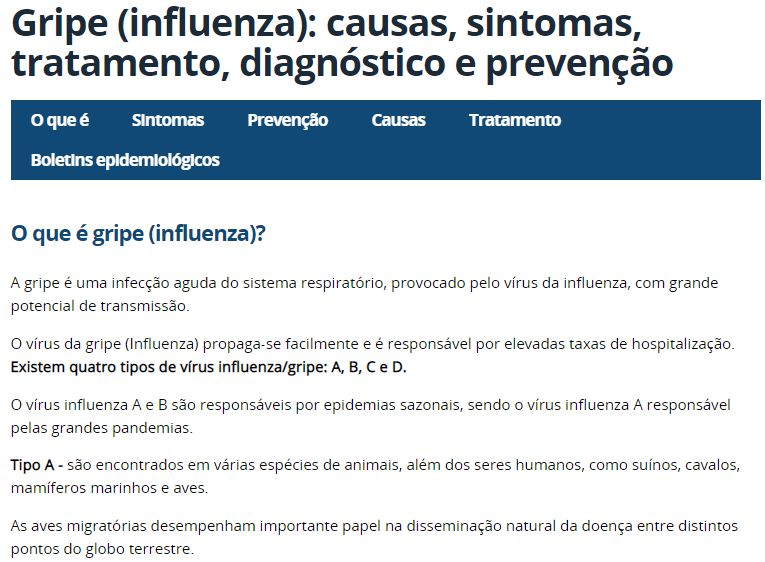 Gripe (influenza): causas, sintomas,
tratamento, diagnóstico e prevenção
O que é Sintomas Prevenção Causas Tratamento
Boletins epidemiológicos
O que é gripe (influenza)?
A gripe é uma infecção aguda do sistema respiratório, provocado pelo vírus da influenza, com grande
potencial de transmissão.
O vírus da gripe (Influenza) propaga-se facilmente e é responsável por elevadas taxas de hospitalização.
Existem quatro tipos de vírus influenza/gripe: A, B, C e D.
O vírus influenza A e B são responsáveis por epidemias sazonais, sendo o vírus influenza A responsável
pelas grandes pandemias.
Tipo A - são encontrados em várias espécies de animais, além dos seres humanos, como suínos, cavalos,
mamíferos marinhos e aves.
As aves migratórias desempenham importante papel na disseminação natural da doença entre distintos
pontos do globo terrestre.